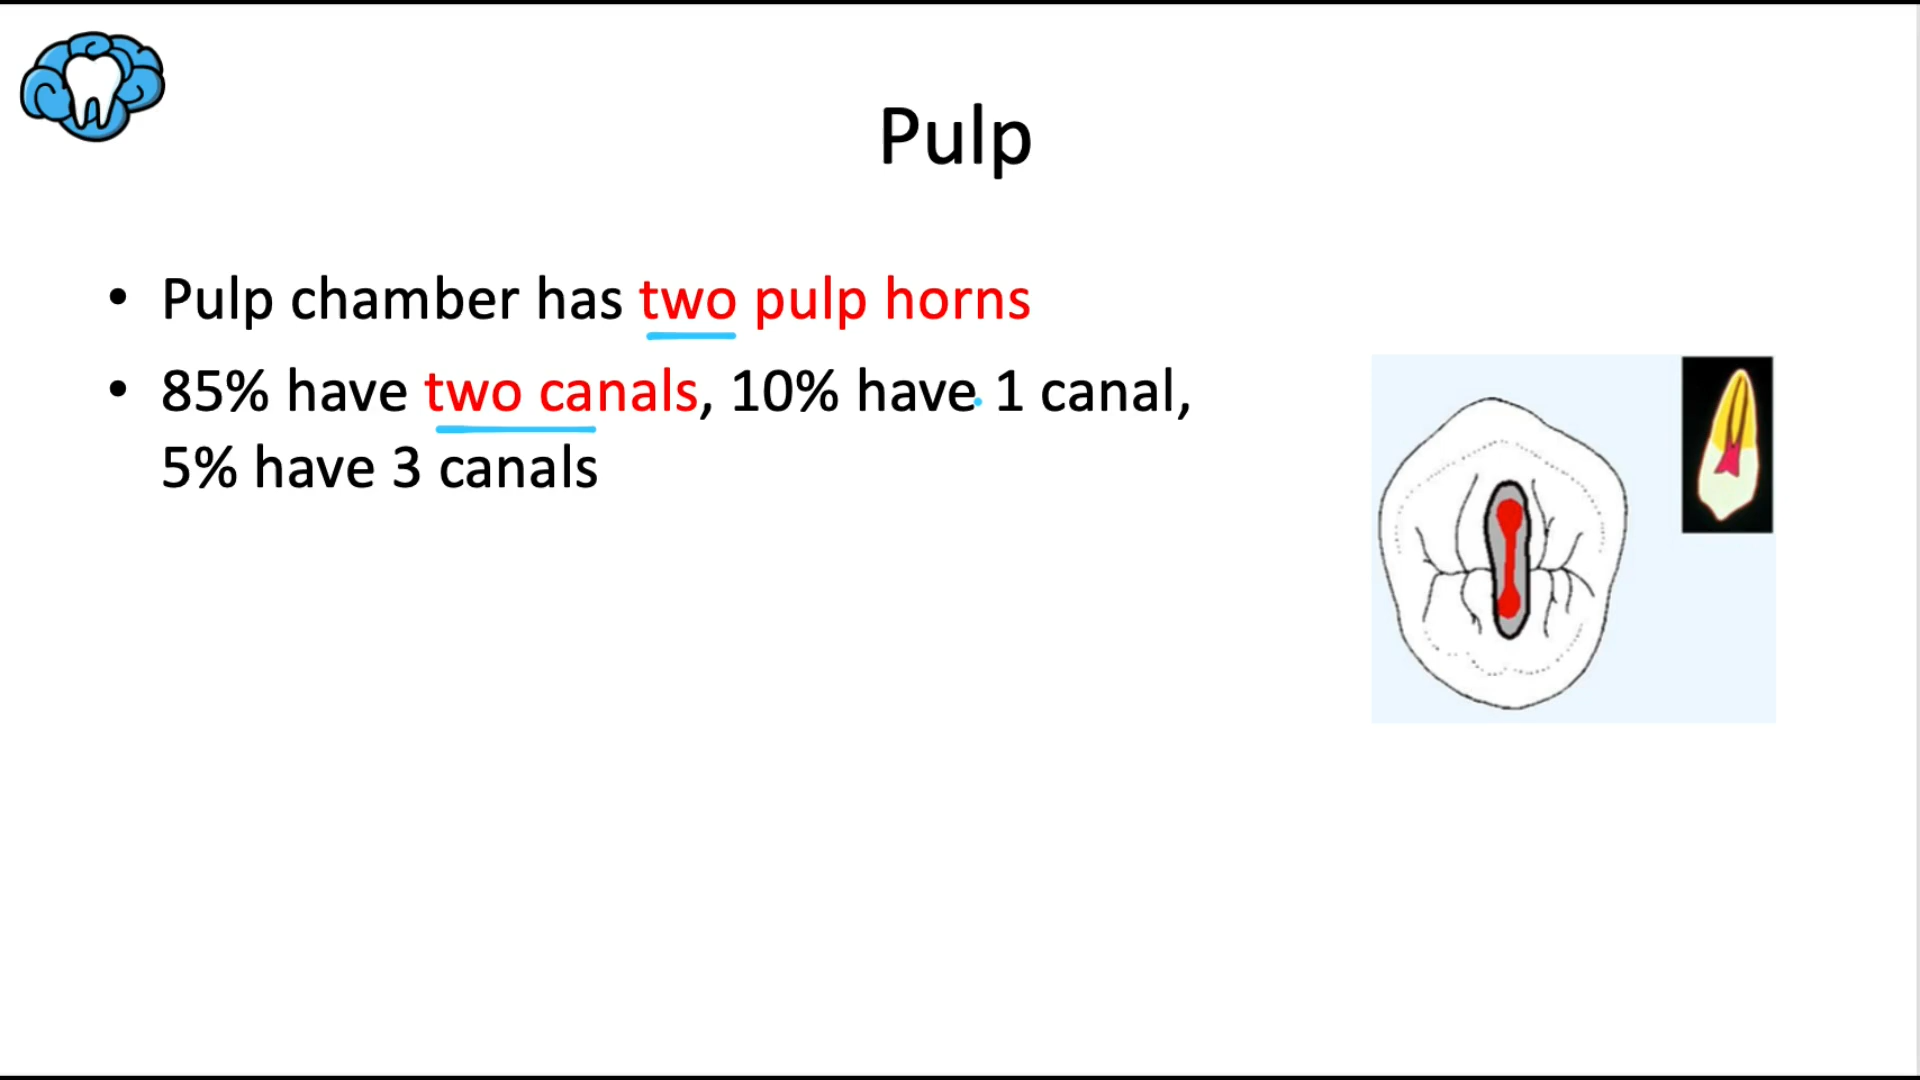 Pulp
• Pulp chamber has two pulp horns
• 85% have two canals, 10% have 1 canal,
5% have 3 canals